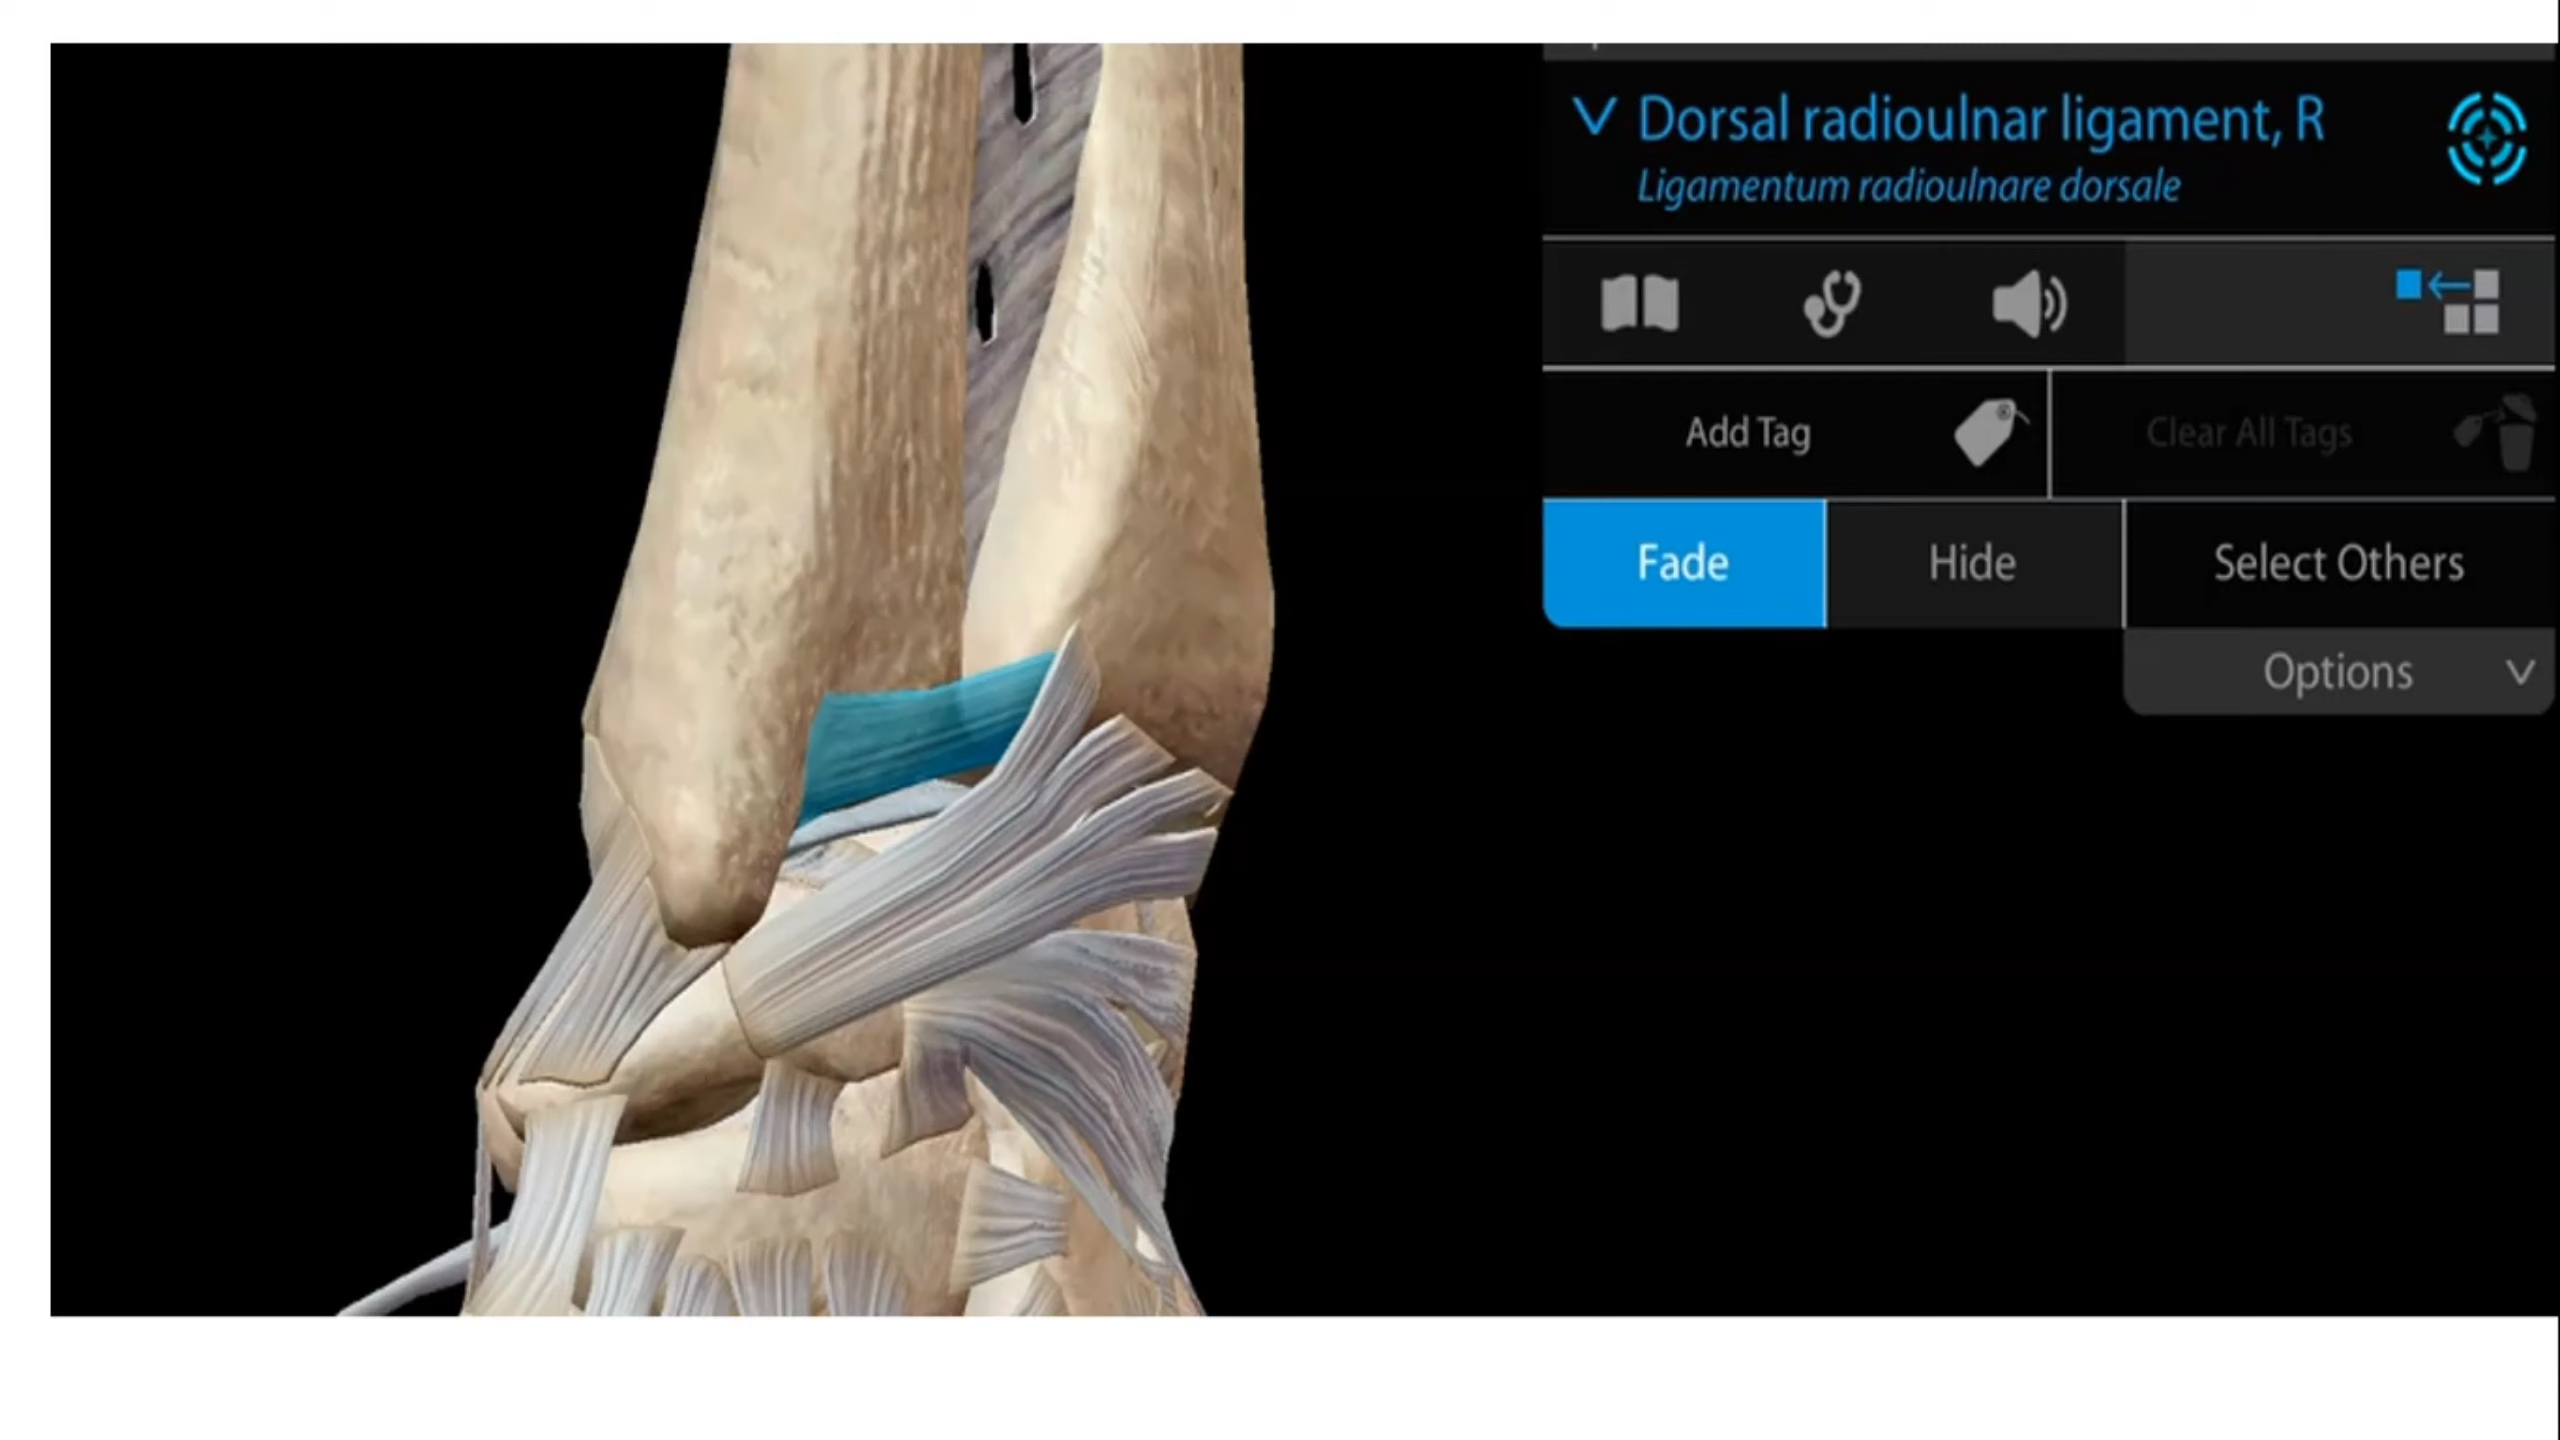 Dorsal radioulnar ligament, R
Ligamentum radioulnare dorsale
Add Tag
Clear All Tags
Fade
Hide
Select Others
Options